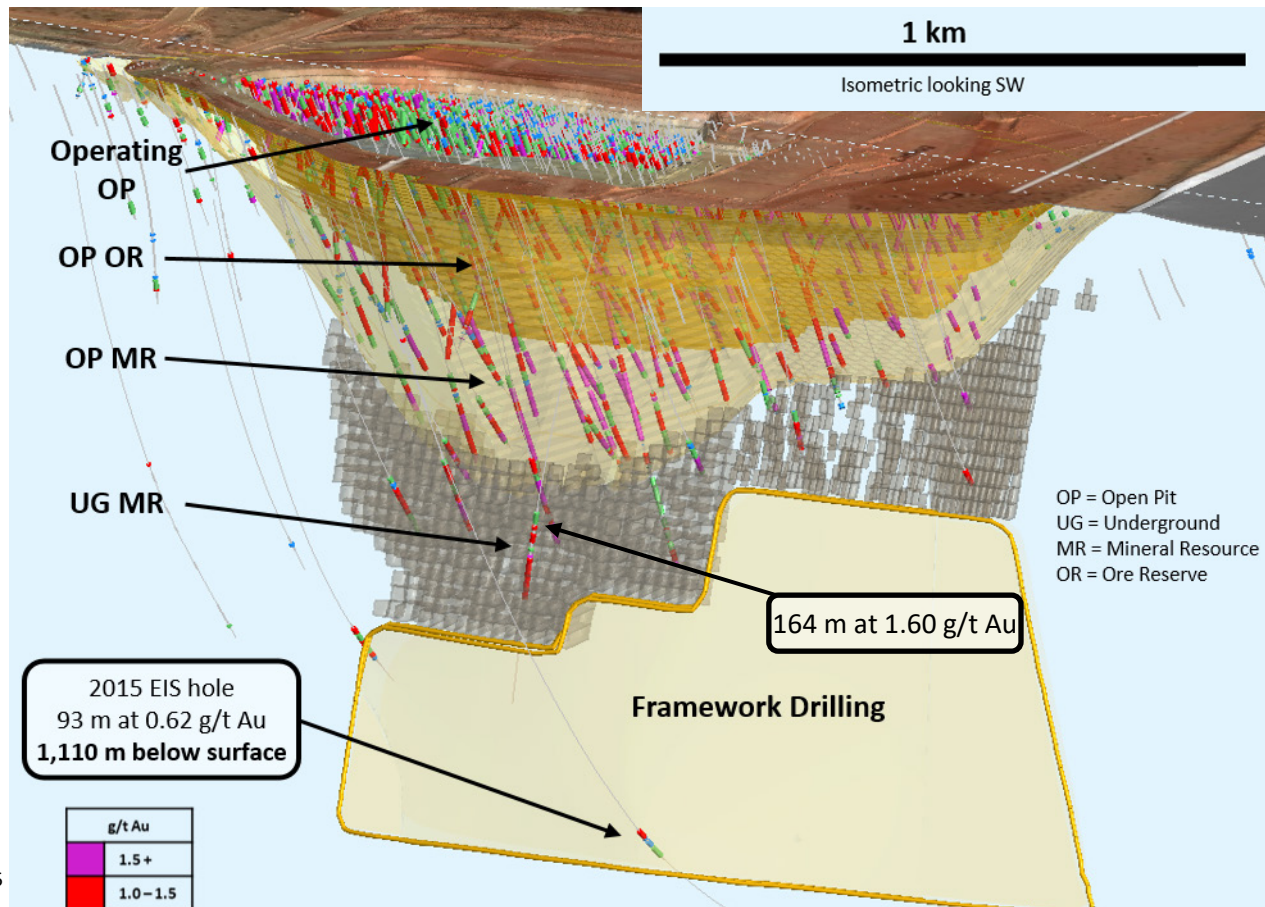 1 km
Isometric looking SW
Operating
OP
OP OR
OP MR
UG MR
OP = Open Pit
UG = Underground
MR = Mineral Resource
OR = Ore Reserve
164 m at 1.60 g/t Au
Framework Drilling
2015 EIS hole
93 m at 0.62 g/t Au
1,110 m below surface
g/t Au
1.5 +
1.0 – 1.5